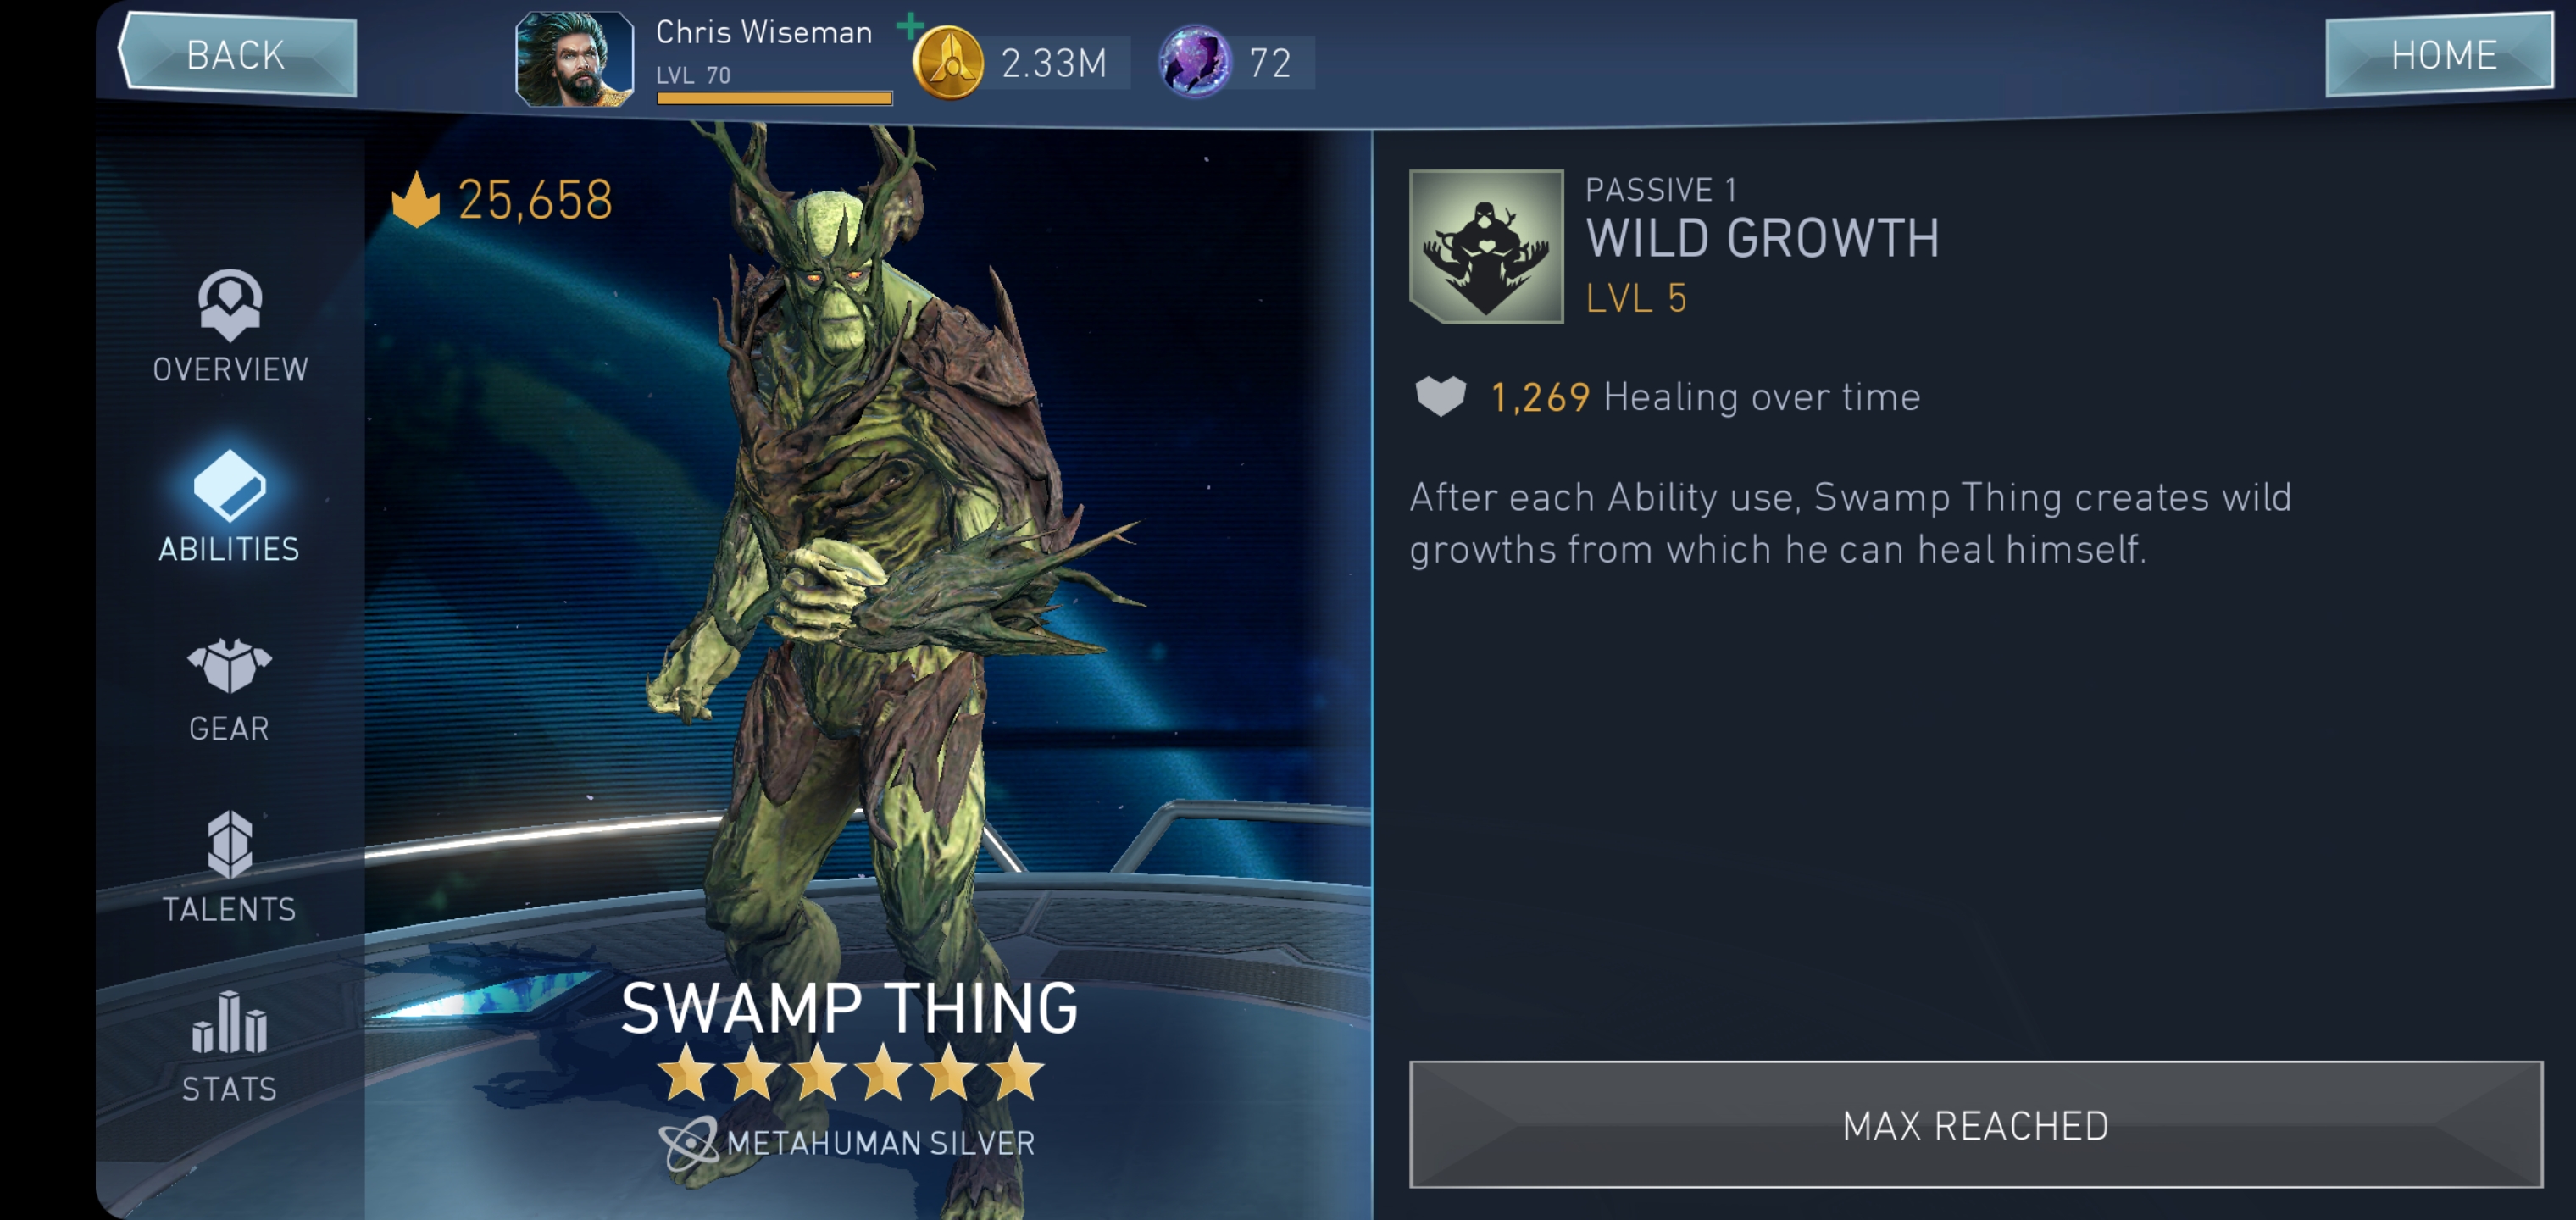 BACK
Chris Wiseman
LVL 70
2.33M
72
HOME
25,658
OVERVIEW
ABILITIES
GEAR
TALENTS
STATS
SWAMP THING
METAHUMAN SILVER
PASSIVE 1
WILD GROWTH
LVL 5
1,269 Healing over time
After each Ability use, Swamp Thing creates wild
growths from which he can heal himself.
MAX REACHED